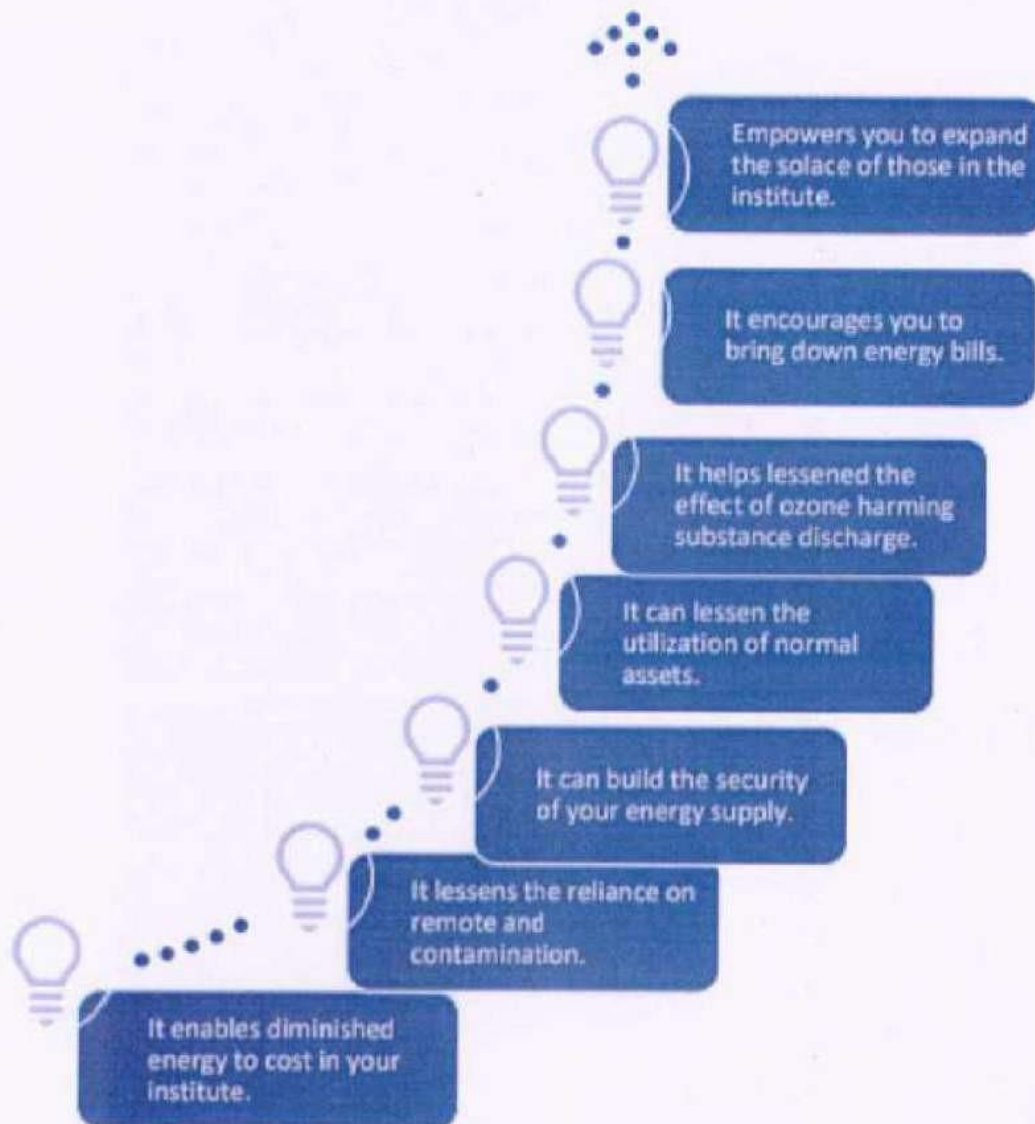 Empowers you to expand
the solace of those in the
institute.
It encourages you to
bring down energy bills.
It helps lessened the
effect of ozone harming
substance discharge.
It can lessen the
utilization of normal
assets.
It can build the security
of your energy supply.
It lessens the reliance on
remote and
contamination.
It enables diminished
energy to cost in your
institute.